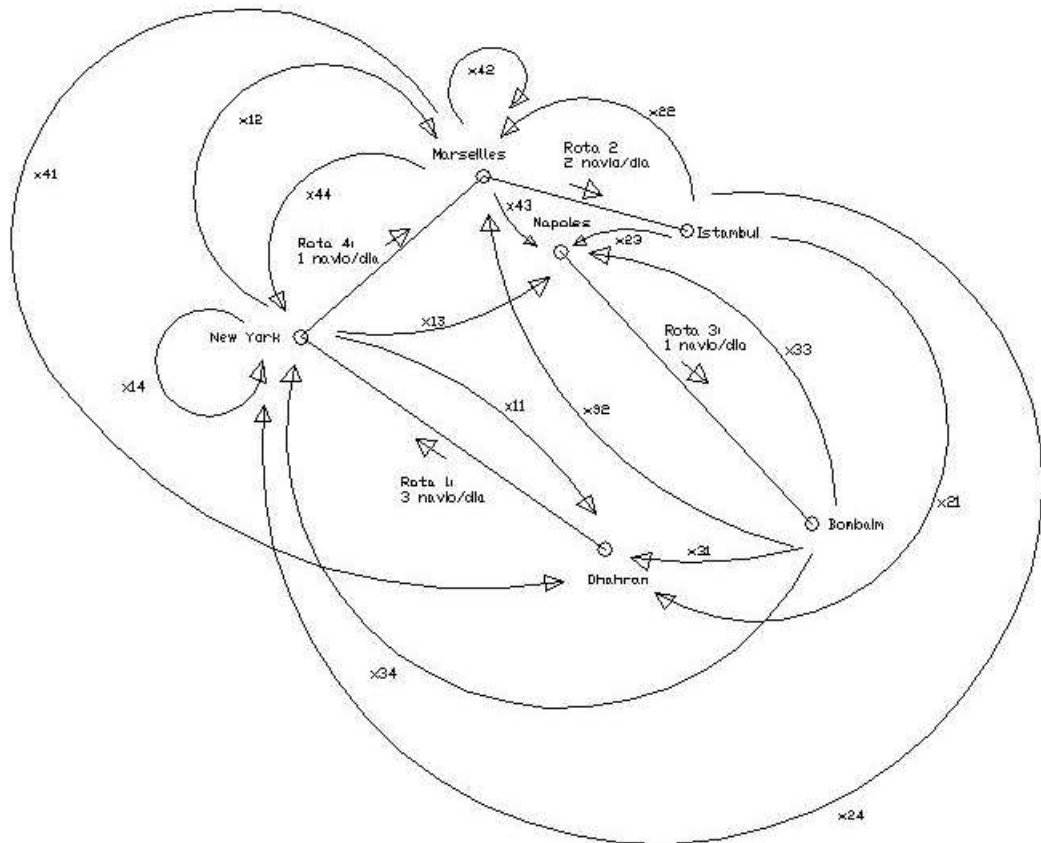 x42
x12
x22
Rota 2
2 navio/dia
Marseilles
x41
x44
x43
Napoles
x23
Istambul
Rota 4:
1 navio/dia
x13
New York
Rota 3:
1 navio/dia
x33
x14
x11
x32
Rota 1:
3 navio/dia
x21
Bombaim
x31
Dhahran
x34
x24